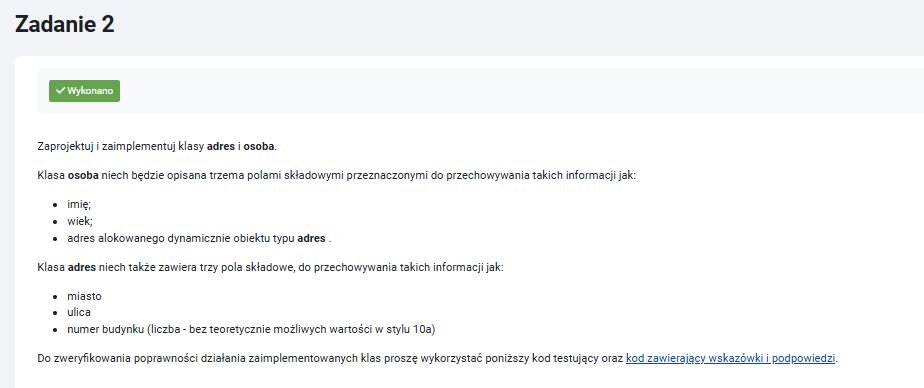 Zadanie 2
Wykonano
Zaprojektuj i zaimplementuj klasy adres i osoba.
Klasa osoba niech będzie opisana trzema polami składowymi przeznaczonymi do przechowywania takich informacji jak:
imię;
wiek;
adres alokowanego dynamicznie obiektu typu adres .
Klasa adres niech także zawiera trzy pola składowe, do przechowywania takich informacji jak:
miasto
ulica
numer budynku (liczba - bez teoretycznie możliwych wartości w stylu 10a)
Do zweryfikowania poprawności działania zaimplementowanych klas proszę wykorzystać poniższy kod testujący oraz kod zawierający wskazówki i podpowiedzi.